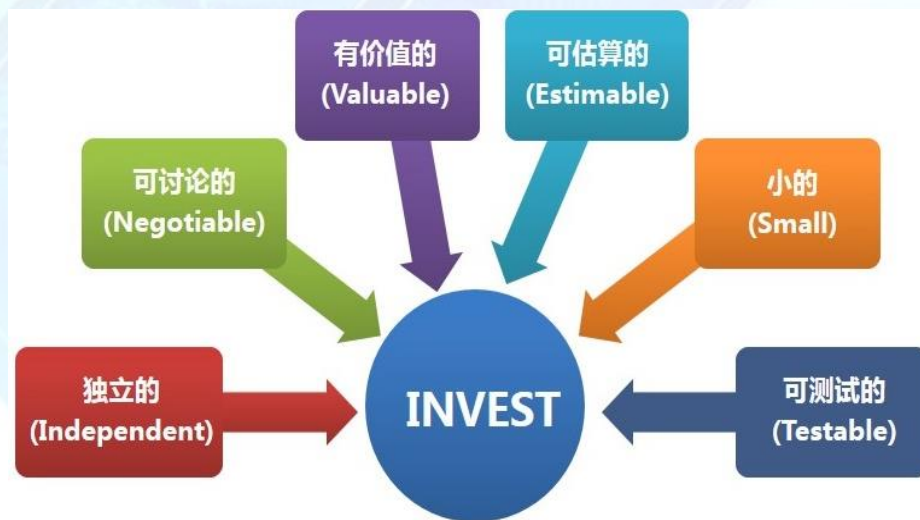 有价值的
(Valuable)
可估算的
(Estimable)
可讨论的
(Negotiable)
小的
(Small)
独立的
(Independent)
INVEST
可测试的
(Testable)